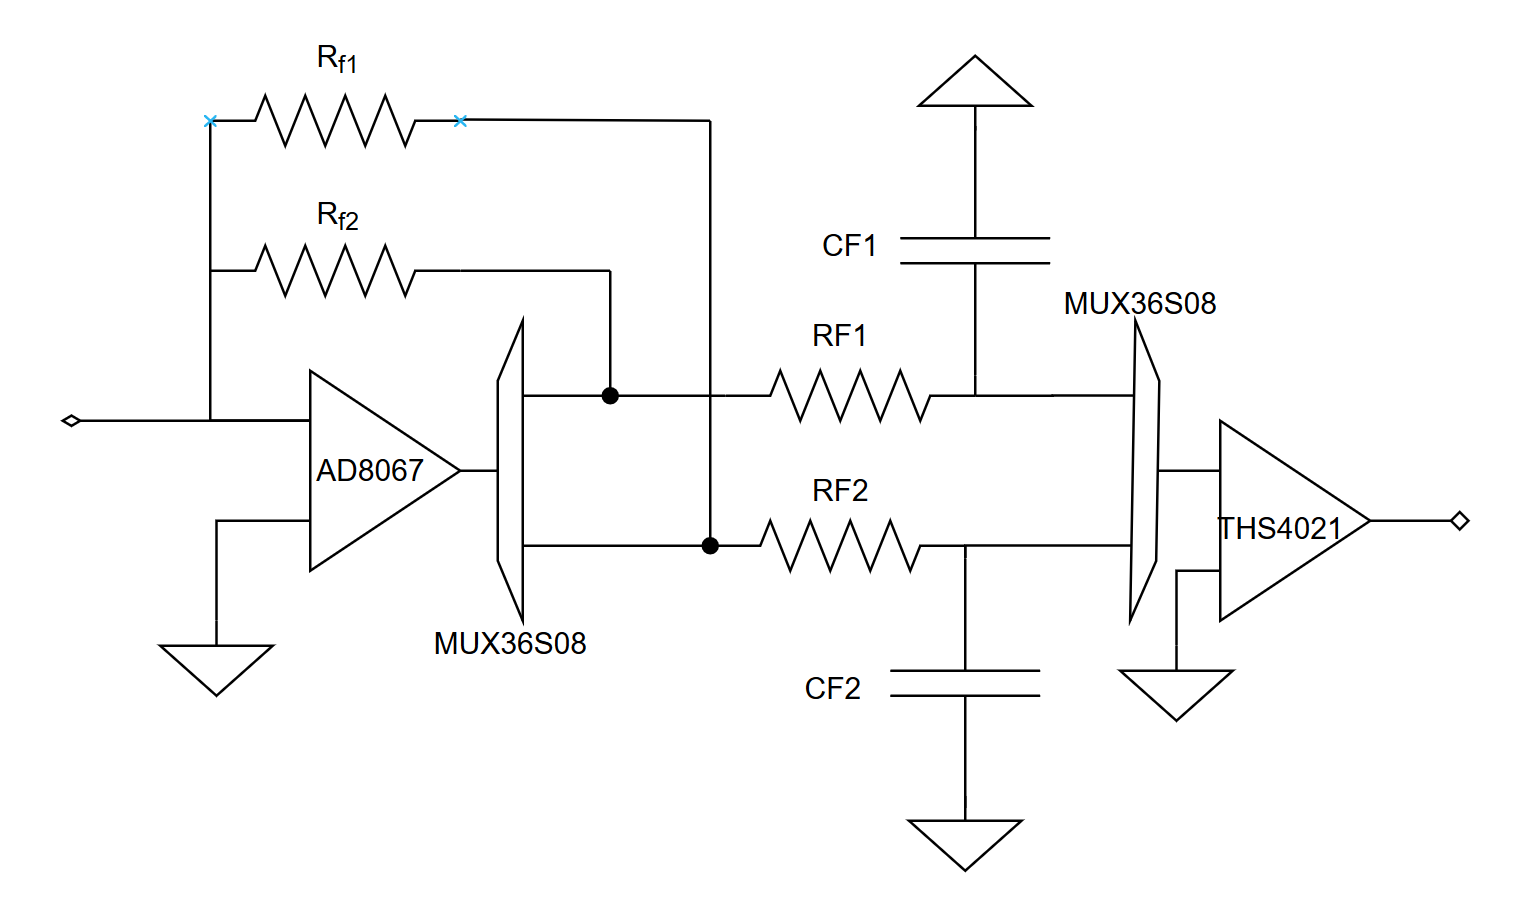 Rf1
Rf2
CF1
MUX36S08
RF1
AD8067
RF2
THS4021
MUX36S08
CF2